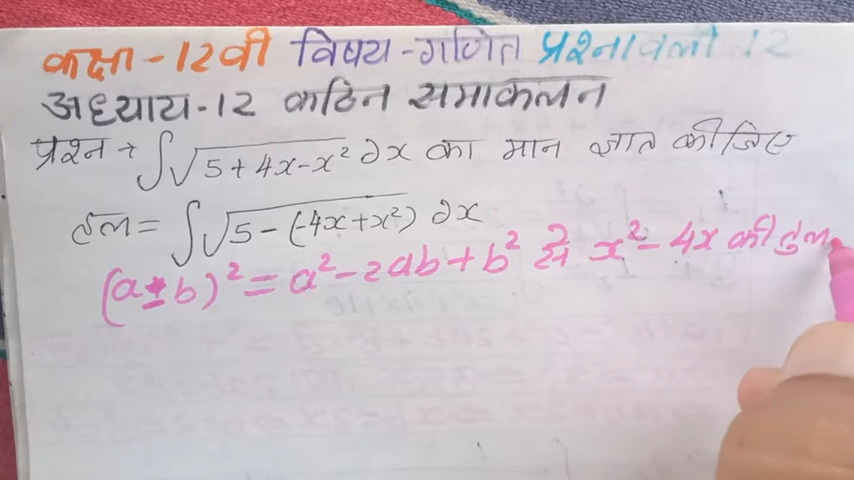 कक्षा-12वी विषय-गणित प्रश्नावली 12
अध्याय-12 कठिन समाकलन
प्रश्न → ∫√(5+4x-x²) ∂x का मान ज्ञात कीजिए
हल = ∫√(5-(-4x+x²)) ∂x
(a±b)² = a²-2ab+b² से x²-4x की